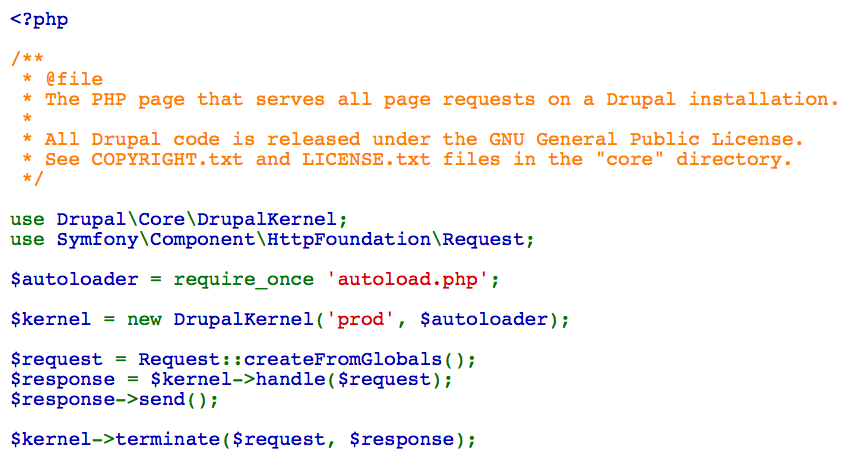 <?php
/**
 * @file
 * The PHP page that serves all page requests on a Drupal installation.
 *
 * All Drupal code is released under the GNU General Public License.
 * See COPYRIGHT.txt and LICENSE.txt files in the "core" directory.
 */
use Drupal\Core\DrupalKernel;
use Symfony\Component\HttpFoundation\Request;
$autoloader = require_once 'autoload.php';
$kernel = new DrupalKernel('prod', $autoloader);
$request = Request::createFromGlobals();
$response = $kernel->handle($request);
$response->send();
$kernel->terminate($request, $response);